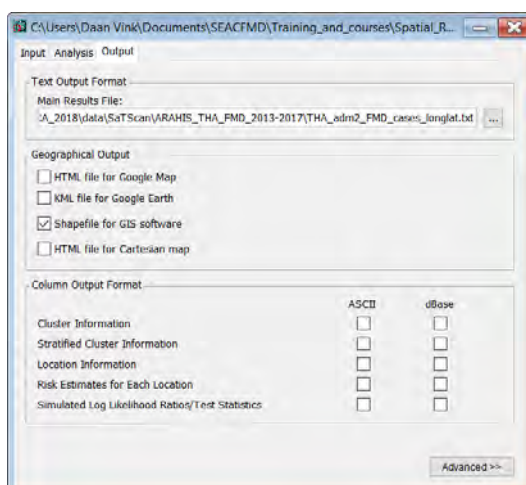 C:\Users\Daan Vink\Documents\SEACFMD\Training_and_courses\Spatial_R...
Input Analysis Output
Text Output Format
Main Results File:
:A_2018\data\SaTScan\ARAHIS_THA_FMD_2013-2017\THA_adm2_FMD_cases_longlat.txt ...
Geographical Output
HTML file for Google Map
KML file for Google Earth
Shapefile for GIS software
HTML file for Cartesian map
Column Output Format
ASCII dBase
Cluster Information
Stratified Cluster Information
Location Information
Risk Estimates for Each Location
Simulated Log Likelihood Ratios/Test Statistics
Advanced >>